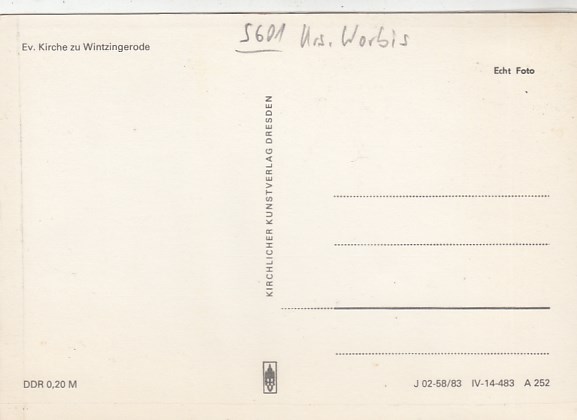 5601 Krs. Worbis
Ev. Kirche zu Wintzingerode
Echt Foto
KIRCHLICHER KUNSTVERLAG DRESDEN
DDR 0,20 M
J 02-58/83 IV-14-483 A 252